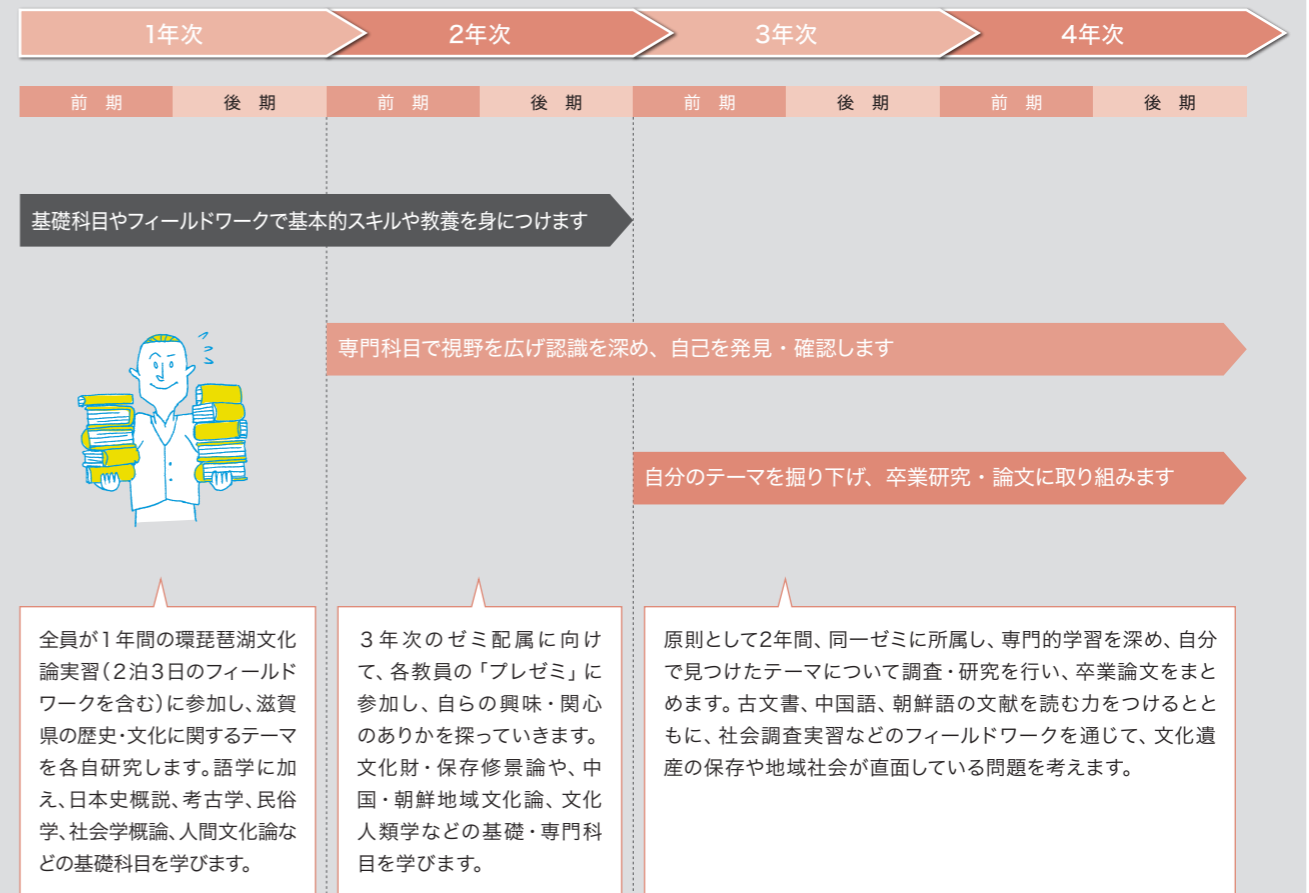 1年次
2年次
3年次
4年次
前　期
後　期
前　期
後　期
前　期
後　期
前　期
後　期
基礎科目やフィールドワークで基本的スキルや教養を身につけます
専門科目で視野を広げ認識を深め、自己を発見・確認します
自分のテーマを掘り下げ、卒業研究・論文に取り組みます
全員が1年間の環琵琶湖文化
論実習(2泊3日のフィールド
ワークを含む)に参加し、滋賀
県の歴史・文化に関するテーマ
を各自研究します。語学に加
え、日本史概説、考古学、民俗
学、社会学概論、人間文化論な
どの基礎科目を学びます。
3年次のゼミ配属に向け
て、各教員の「プレゼミ」に
参加し、自らの興味・関心
のありかを探っていきます。
文化財・保存修景論や、中
国・朝鮮地域文化論、文化
人類学などの基礎・専門科
目を学びます。
原則として2年間、同一ゼミに所属し、専門的学習を深め、自分
で見つけたテーマについて調査・研究を行い、卒業論文をまと
めます。古文書、中国語、朝鮮語の文献を読む力をつけるとと
もに、社会調査実習などのフィールドワークを通じて、文化遺
産の保存や地域社会が直面している問題を考えます。